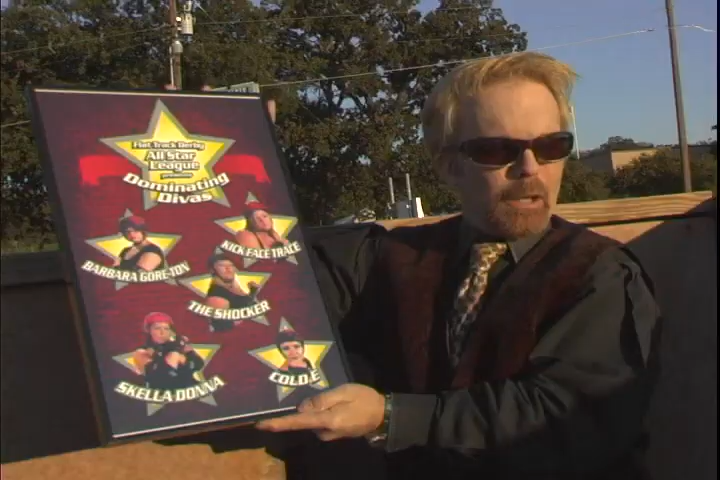 Flat Track Derby
All Star
League
presents
Dominating
Divas
KICK FACE TRACE
BARBARA GORE-TON
THE SHOCKER
SKELLA DONNA
COLD.E